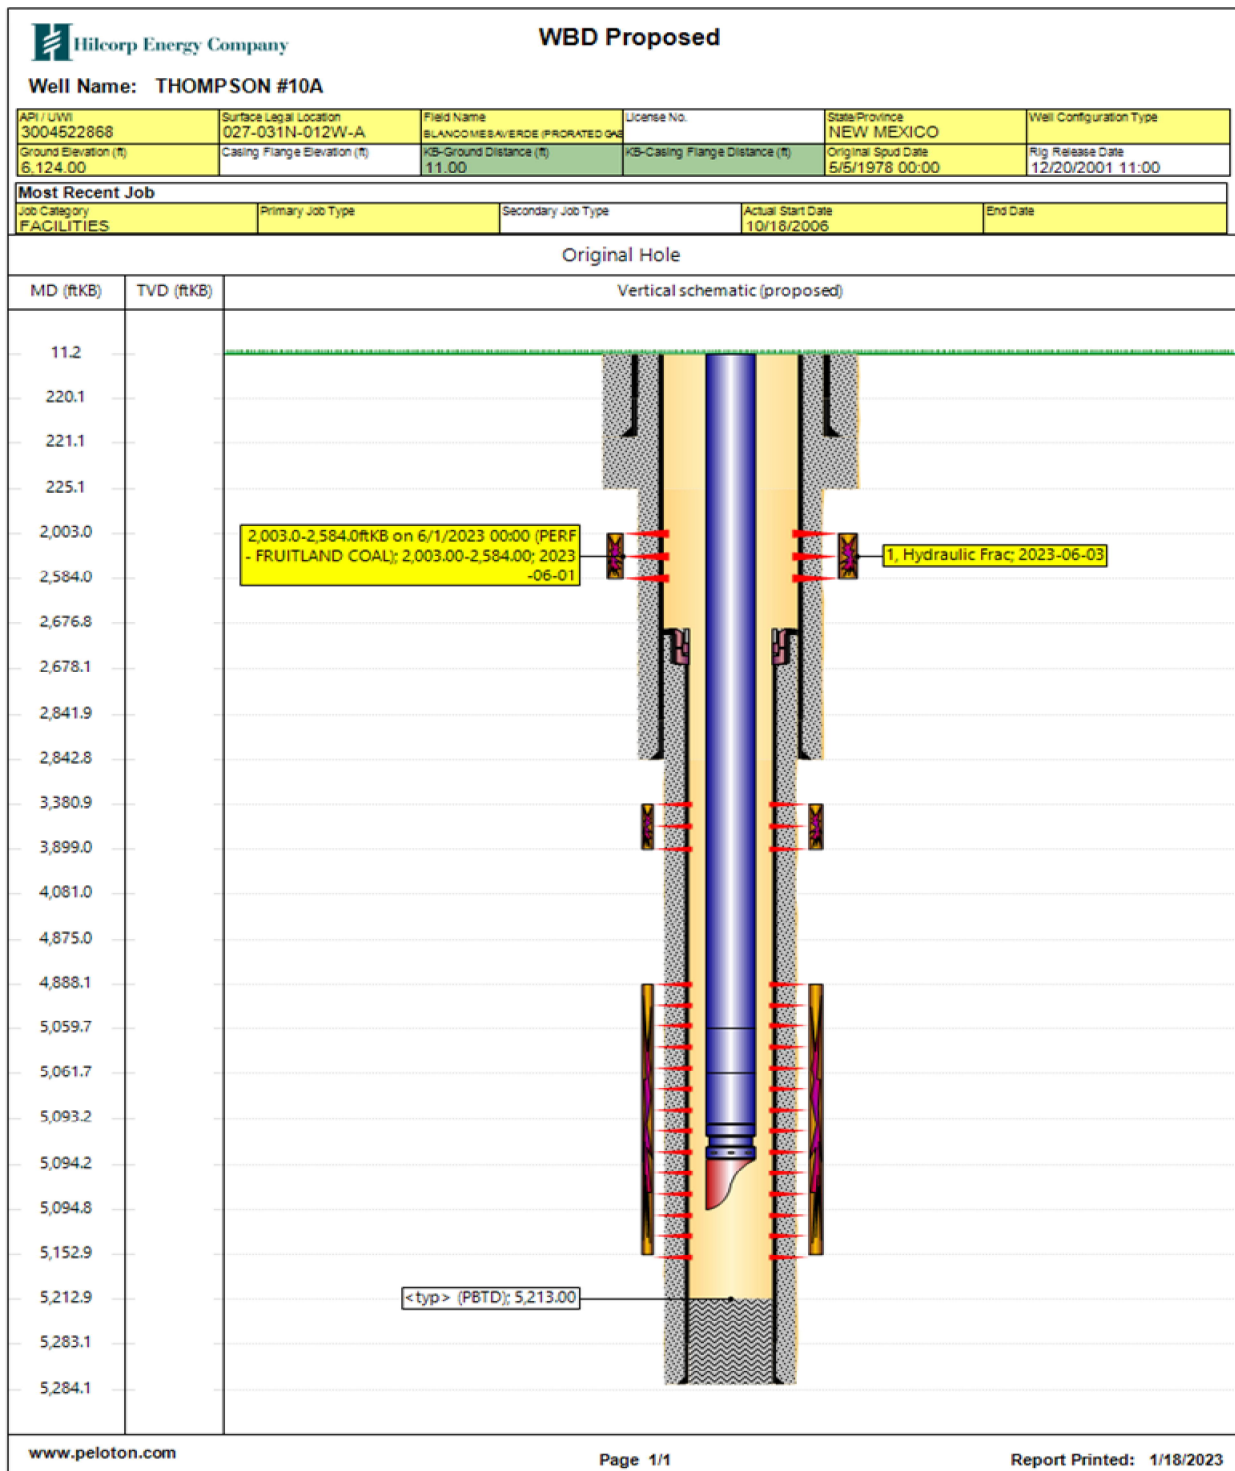 Hilcorp Energy Company
WBD Proposed
Well Name: THOMPSON #10A
API / UWI
3004522868
Surface Legal Location
027-031N-012W-A
Field Name
BLANCO MESAVERDE (PRORATED GAS
License No.
State/Province
NEW MEXICO
Well Configuration Type
Ground Elevation (ft)
6,124.00
Casing Flange Elevation (ft)
KB-Ground Distance (ft)
11.00
KB-Casing Flange Distance (ft)
Original Spud Date
5/5/1978 00:00
Rig Release Date
12/20/2001 11:00
Most Recent Job
Job Category
FACILITIES
Primary Job Type
Secondary Job Type
Actual Start Date
10/18/2006
End Date
Original Hole
MD (ftKB)
TVD (ftKB)
Vertical schematic (proposed)
11.2
220.1
221.1
225.1
2,003.0
2,003.0-2,584.0ftKB on 6/1/2023 00:00 (PERF
- FRUITLAND COAL); 2,003.00-2,584.00; 2023
-06-01
1, Hydraulic Frac; 2023-06-03
2,584.0
2,676.8
2,678.1
2,841.9
2,842.8
3,380.9
3,899.0
4,081.0
4,875.0
4,888.1
5,059.7
5,061.7
5,093.2
5,094.2
5,094.8
5,152.9
5,212.9
<typ> (PBTD); 5,213.00
5,283.1
5,284.1
www.peloton.com
Page 1/1
Report Printed: 1/18/2023